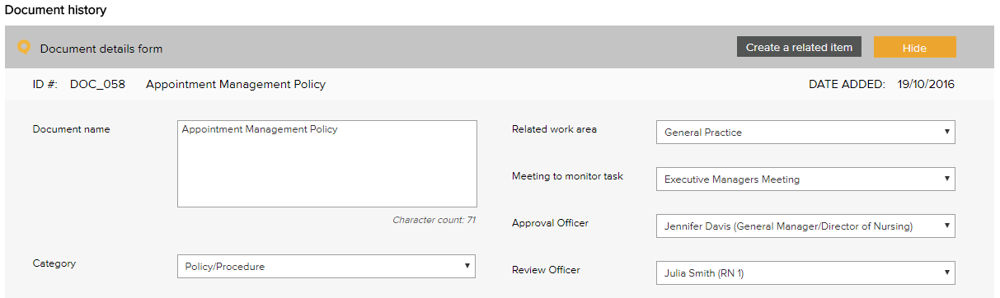 Document history
Document details form
Create a related item
Hide
ID #: DOC_058 Appointment Management Policy
DATE ADDED: 19/10/2016
Document name
Appointment Management Policy
Character count: 71
Category
Policy/Procedure
Related work area
General Practice
Meeting to monitor task
Executive Managers Meeting
Approval Officer
Jennifer Davis (General Manager/Director of Nursing)
Review Officer
Julia Smith (RN 1)